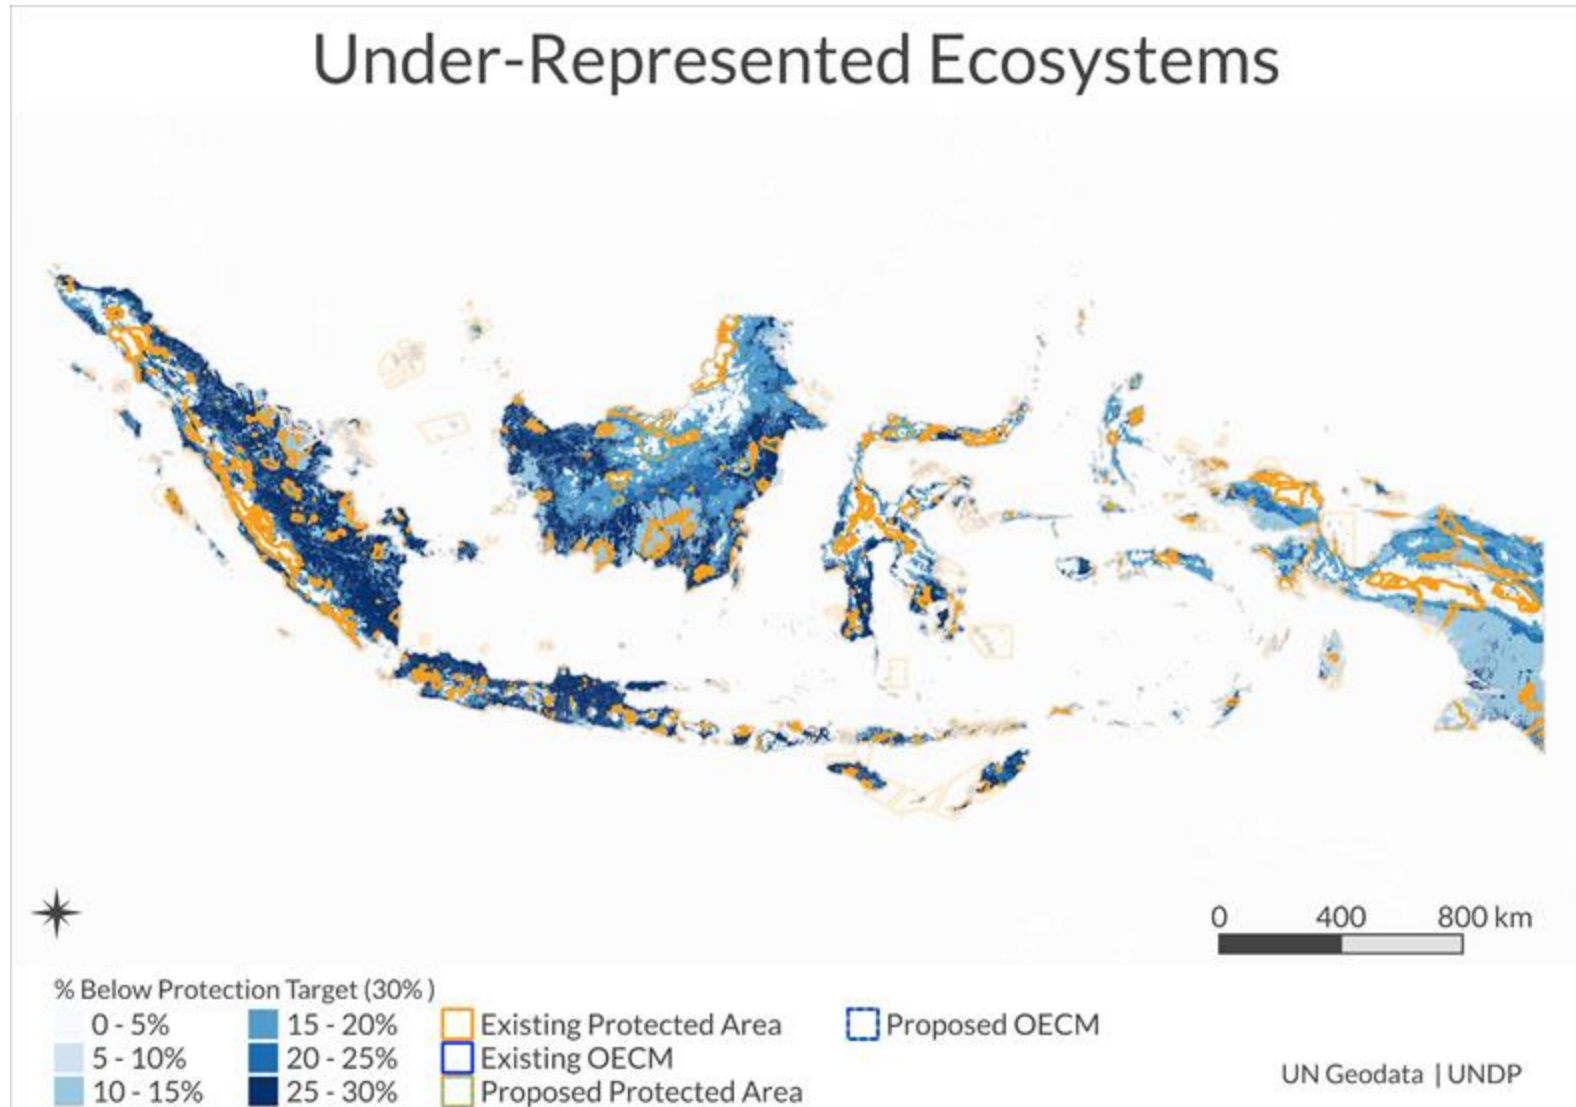 Under-Represented Ecosystems
0 400 800 km
% Below Protection Target (30% )
0 - 5%
5 - 10%
10 - 15%
15 - 20%
20 - 25%
25 - 30%
Existing Protected Area
Existing OECM
Proposed Protected Area
Proposed OECM
UN Geodata | UNDP